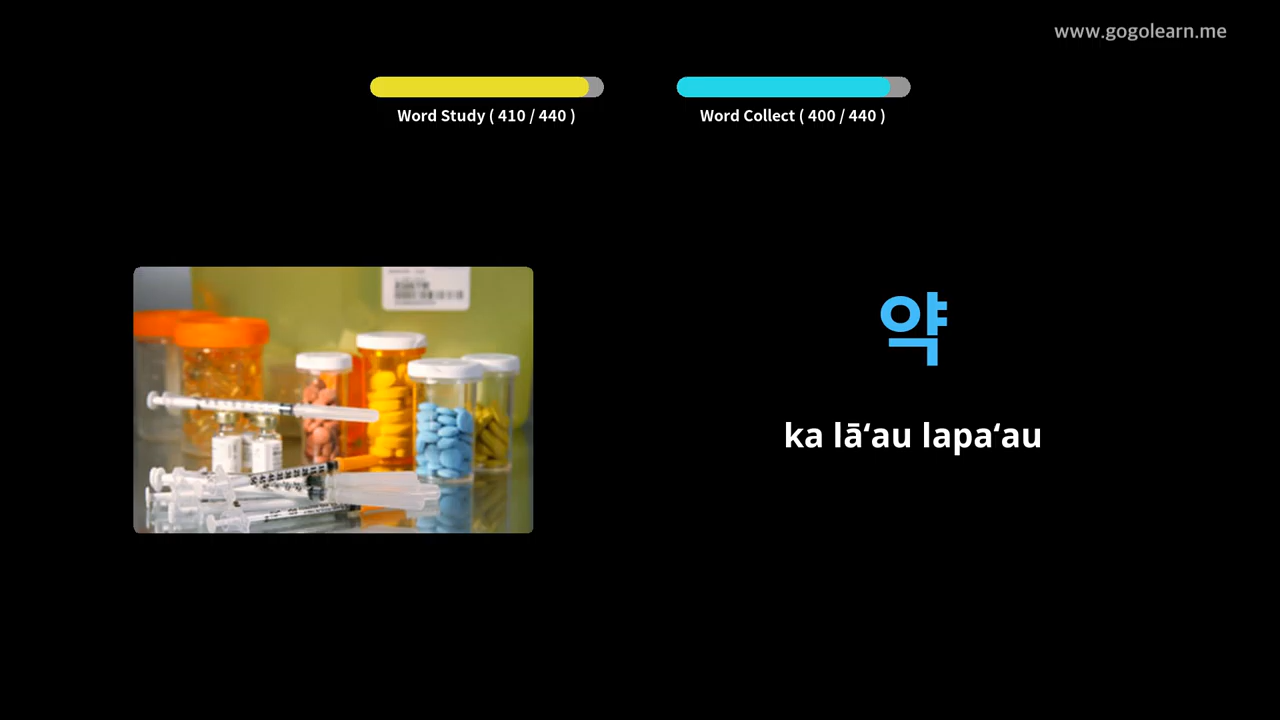 www.gogolearn.me
Word Study ( 410 / 440 )
Word Collect ( 400 / 440 )
약
ka lāʻau lapaʻau